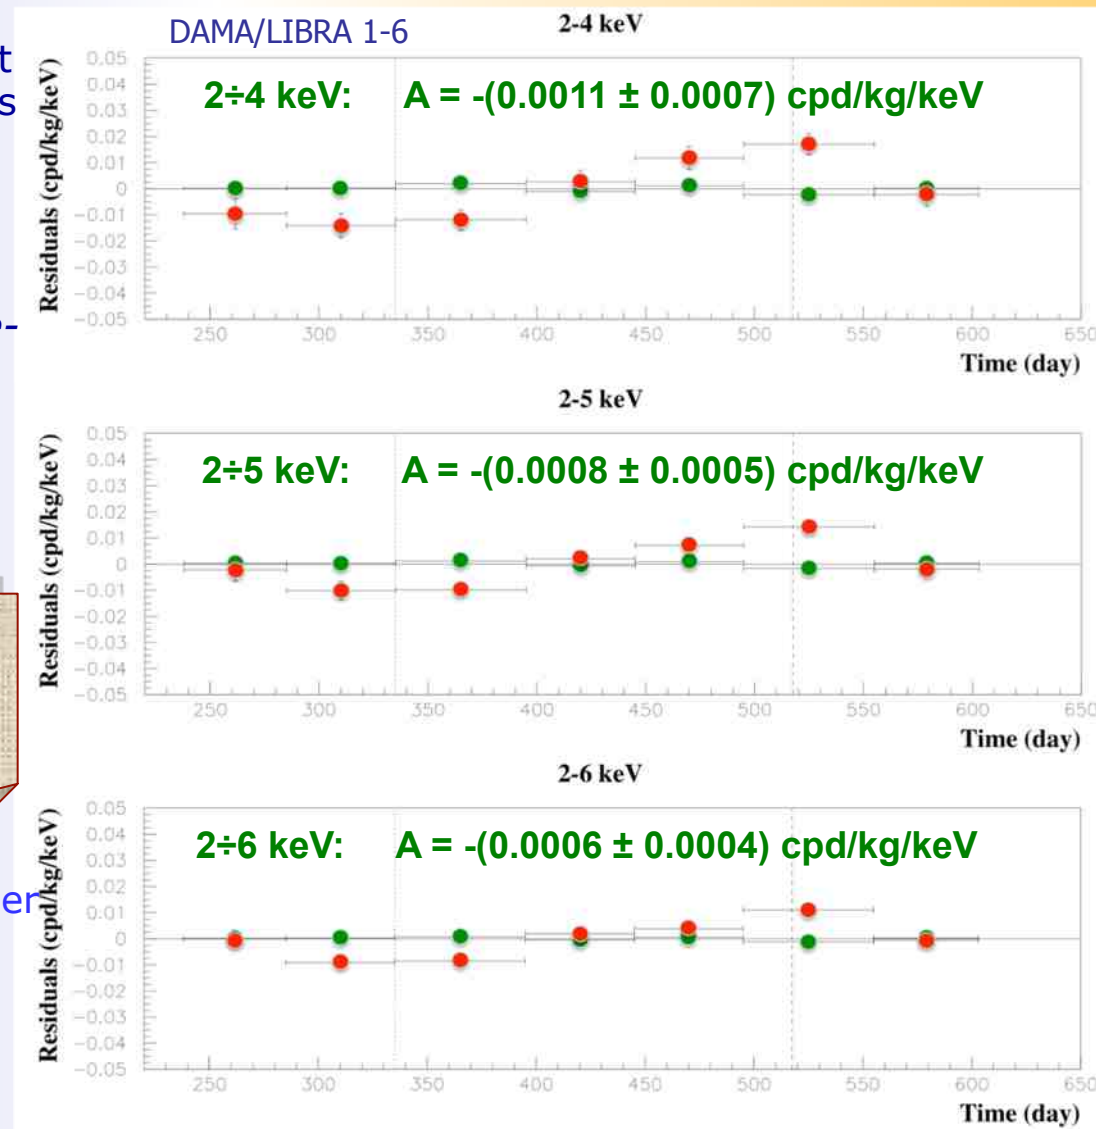 DAMA/LIBRA 1-6
2-4 keV
t
s
-
er
Residuals (cpd/kg/keV)
0.05
0.04
0.03
0.02
0.01
0
−0.01
−0.02
−0.03
−0.04
−0.05
2÷4 keV: A = -(0.0011 ± 0.0007) cpd/kg/keV
250 300 350 400 450 500 550 600 650
Time (day)
2-5 keV
Residuals (cpd/kg/keV)
0.05
0.04
0.03
0.02
0.01
0
−0.01
−0.02
−0.03
−0.04
−0.05
2÷5 keV: A = -(0.0008 ± 0.0005) cpd/kg/keV
250 300 350 400 450 500 550 600 650
Time (day)
2-6 keV
Residuals (cpd/kg/keV)
0.05
0.04
0.03
0.02
0.01
0
−0.01
−0.02
−0.03
−0.04
−0.05
2÷6 keV: A = -(0.0006 ± 0.0004) cpd/kg/keV
250 300 350 400 450 500 550 600 650
Time (day)